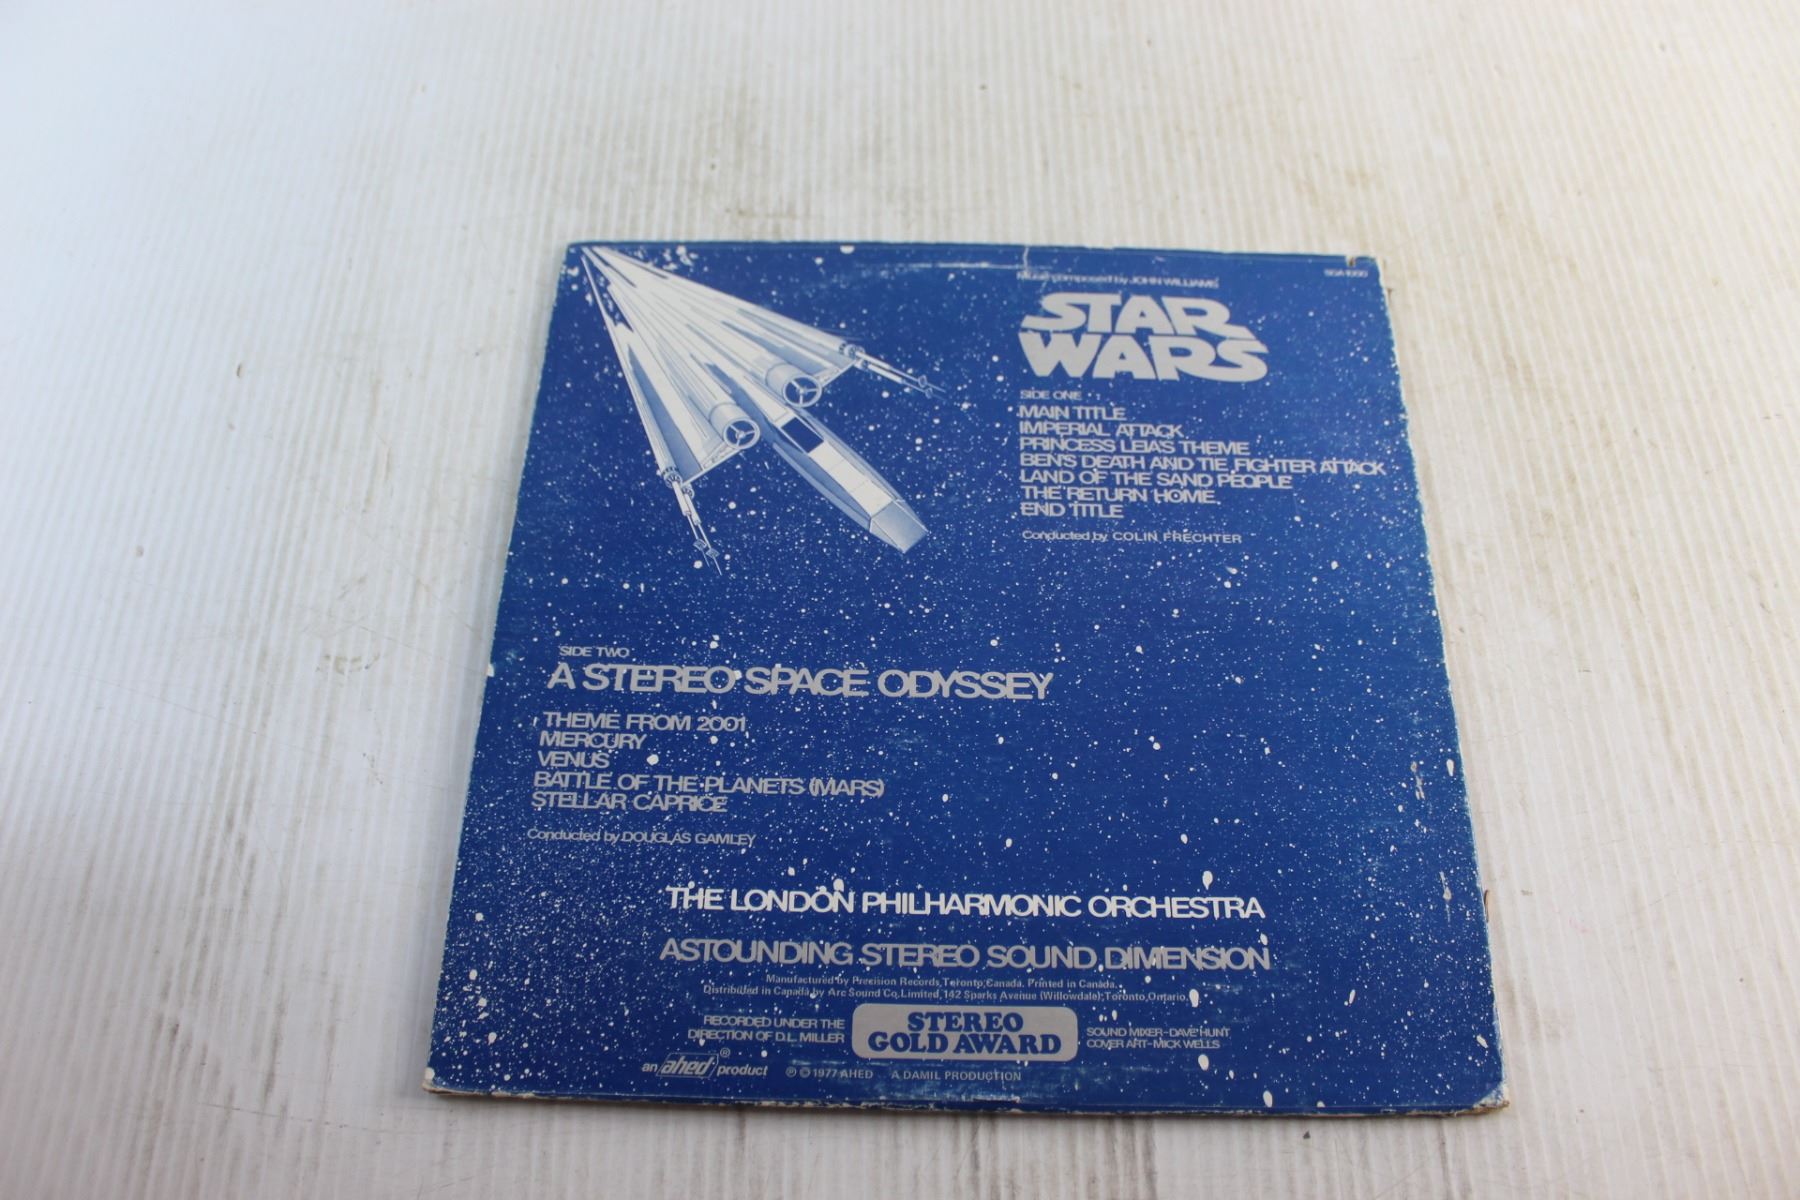 Music composed by JOHN WILLIAMS
SGA 1000
STAR
WARS
SIDE ONE
MAIN TITLE
IMPERIAL ATTACK
PRINCESS LEIA'S THEME
BEN'S DEATH AND TIE FIGHTER ATTACK
LAND OF THE SAND PEOPLE
THE RETURN HOME
END TITLE
Conducted by COLIN FRECHTER
SIDE TWO
A STEREO SPACE ODYSSEY
THEME FROM 2001
MERCURY
VENUS
BATTLE OF THE PLANETS (MARS)
STELLAR CAPRICE
Conducted by DOUGLAS GAMLEY
THE LONDON PHILHARMONIC ORCHESTRA
ASTOUNDING STEREO SOUND DIMENSION
Manufactured by Precision Records, Toronto, Canada. Printed in Canada.
Distributed in Canada by Arc Sound Co. Limited, 142 Sparks Avenue (Willowdale), Toronto, Ontario.
RECORDED UNDER THE
DIRECTION OF D.L. MILLER
STEREO
GOLD AWARD
SOUND MIXER-DAVE HUNT
COVER ART-MICK WELLS
an ahed® product
℗ © 1977 AHED A DAMIL PRODUCTION